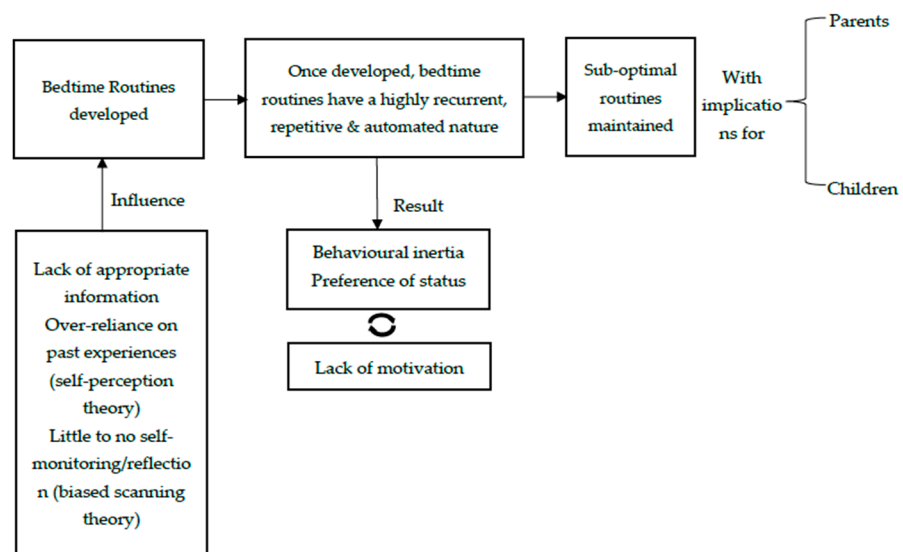 Bedtime Routines
developed
Once developed, bedtime
routines have a highly recurrent,
repetitive & automated nature
Sub-optimal
routines
maintained
With
implicatio
ns for
Parents
Children
Influence
Result
Lack of appropriate
information
Over-reliance on
past experiences
(self-perception
theory)
Little to no self-
monitoring/reflectio
n (biased scanning
theory)
Behavioural inertia
Preference of status
Lack of motivation